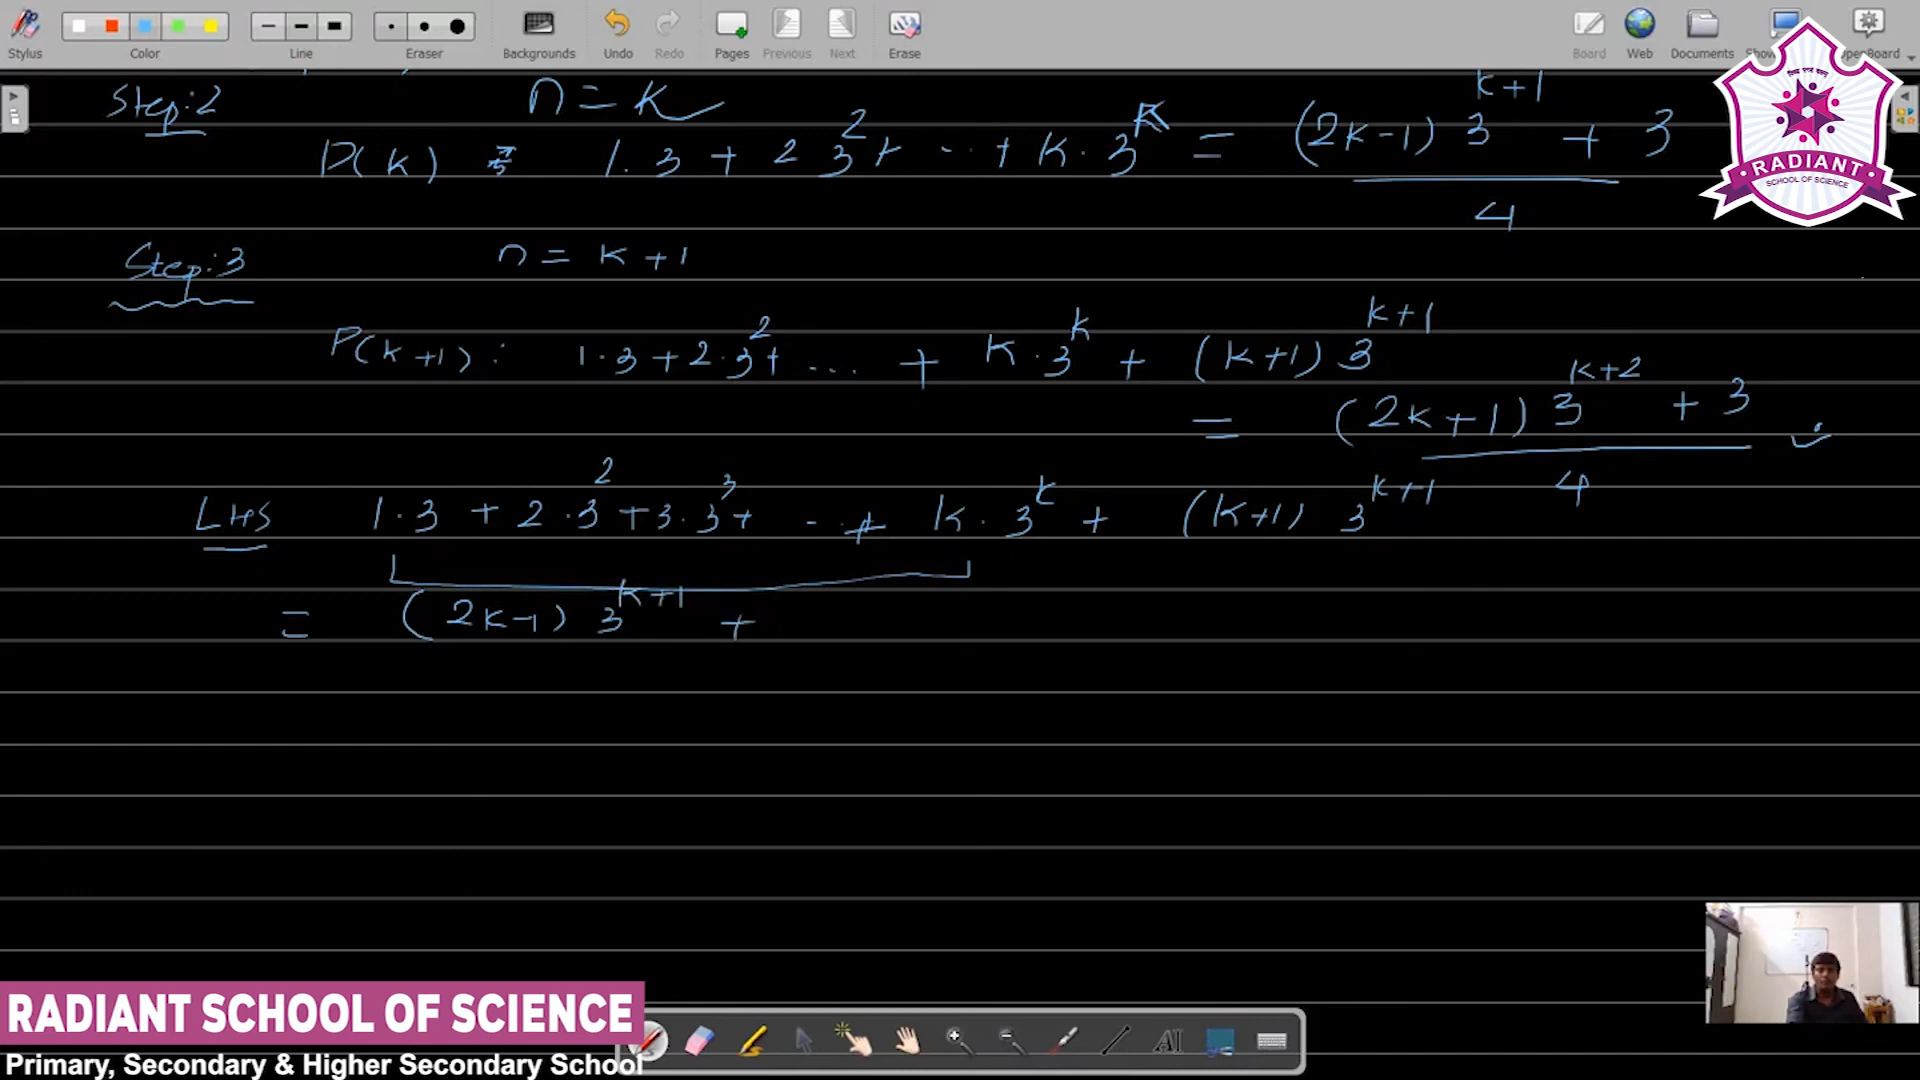 Stylus Color Line Eraser Backgrounds Undo Redo Pages Previous Next Erase Board Web Documents
RADIANT
SCHOOL OF SCIENCE
Step:2 n = k
P(k) 1.3 + 2 3^2 + ... + k.3^k = ((2k-1) 3^(k+1) + 3)/4
Step:3 n = k+1
P(k+1): 1.3 + 2.3^2 + ... + k.3^k + (k+1) 3^(k+1)
= ((2k+1) 3^(k+2) + 3)/4
LHS 1.3 + 2.3^2 + 3.3^3 + ... + k.3^k + (k+1) 3^(k+1)
= (2k-1) 3^(k+1) +
RADIANT SCHOOL OF SCIENCE
Primary, Secondary & Higher Secondary School